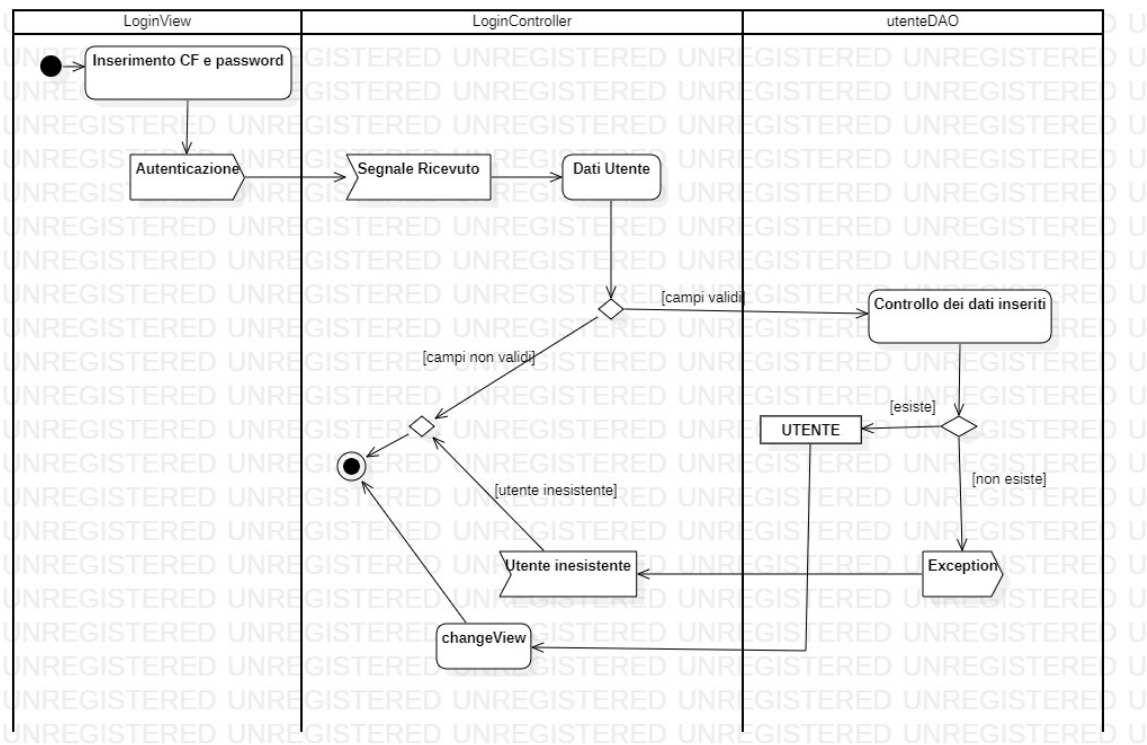 LoginView
LoginController
utenteDAO
Inserimento CF e password
Autenticazione
Segnale Ricevuto
Dati Utente
[campi validi]
Controllo dei dati inseriti
[campi non validi]
[esiste]
UTENTE
[non esiste]
[utente inesistente]
Utente inesistente
Exception
changeView
UNREGISTERED